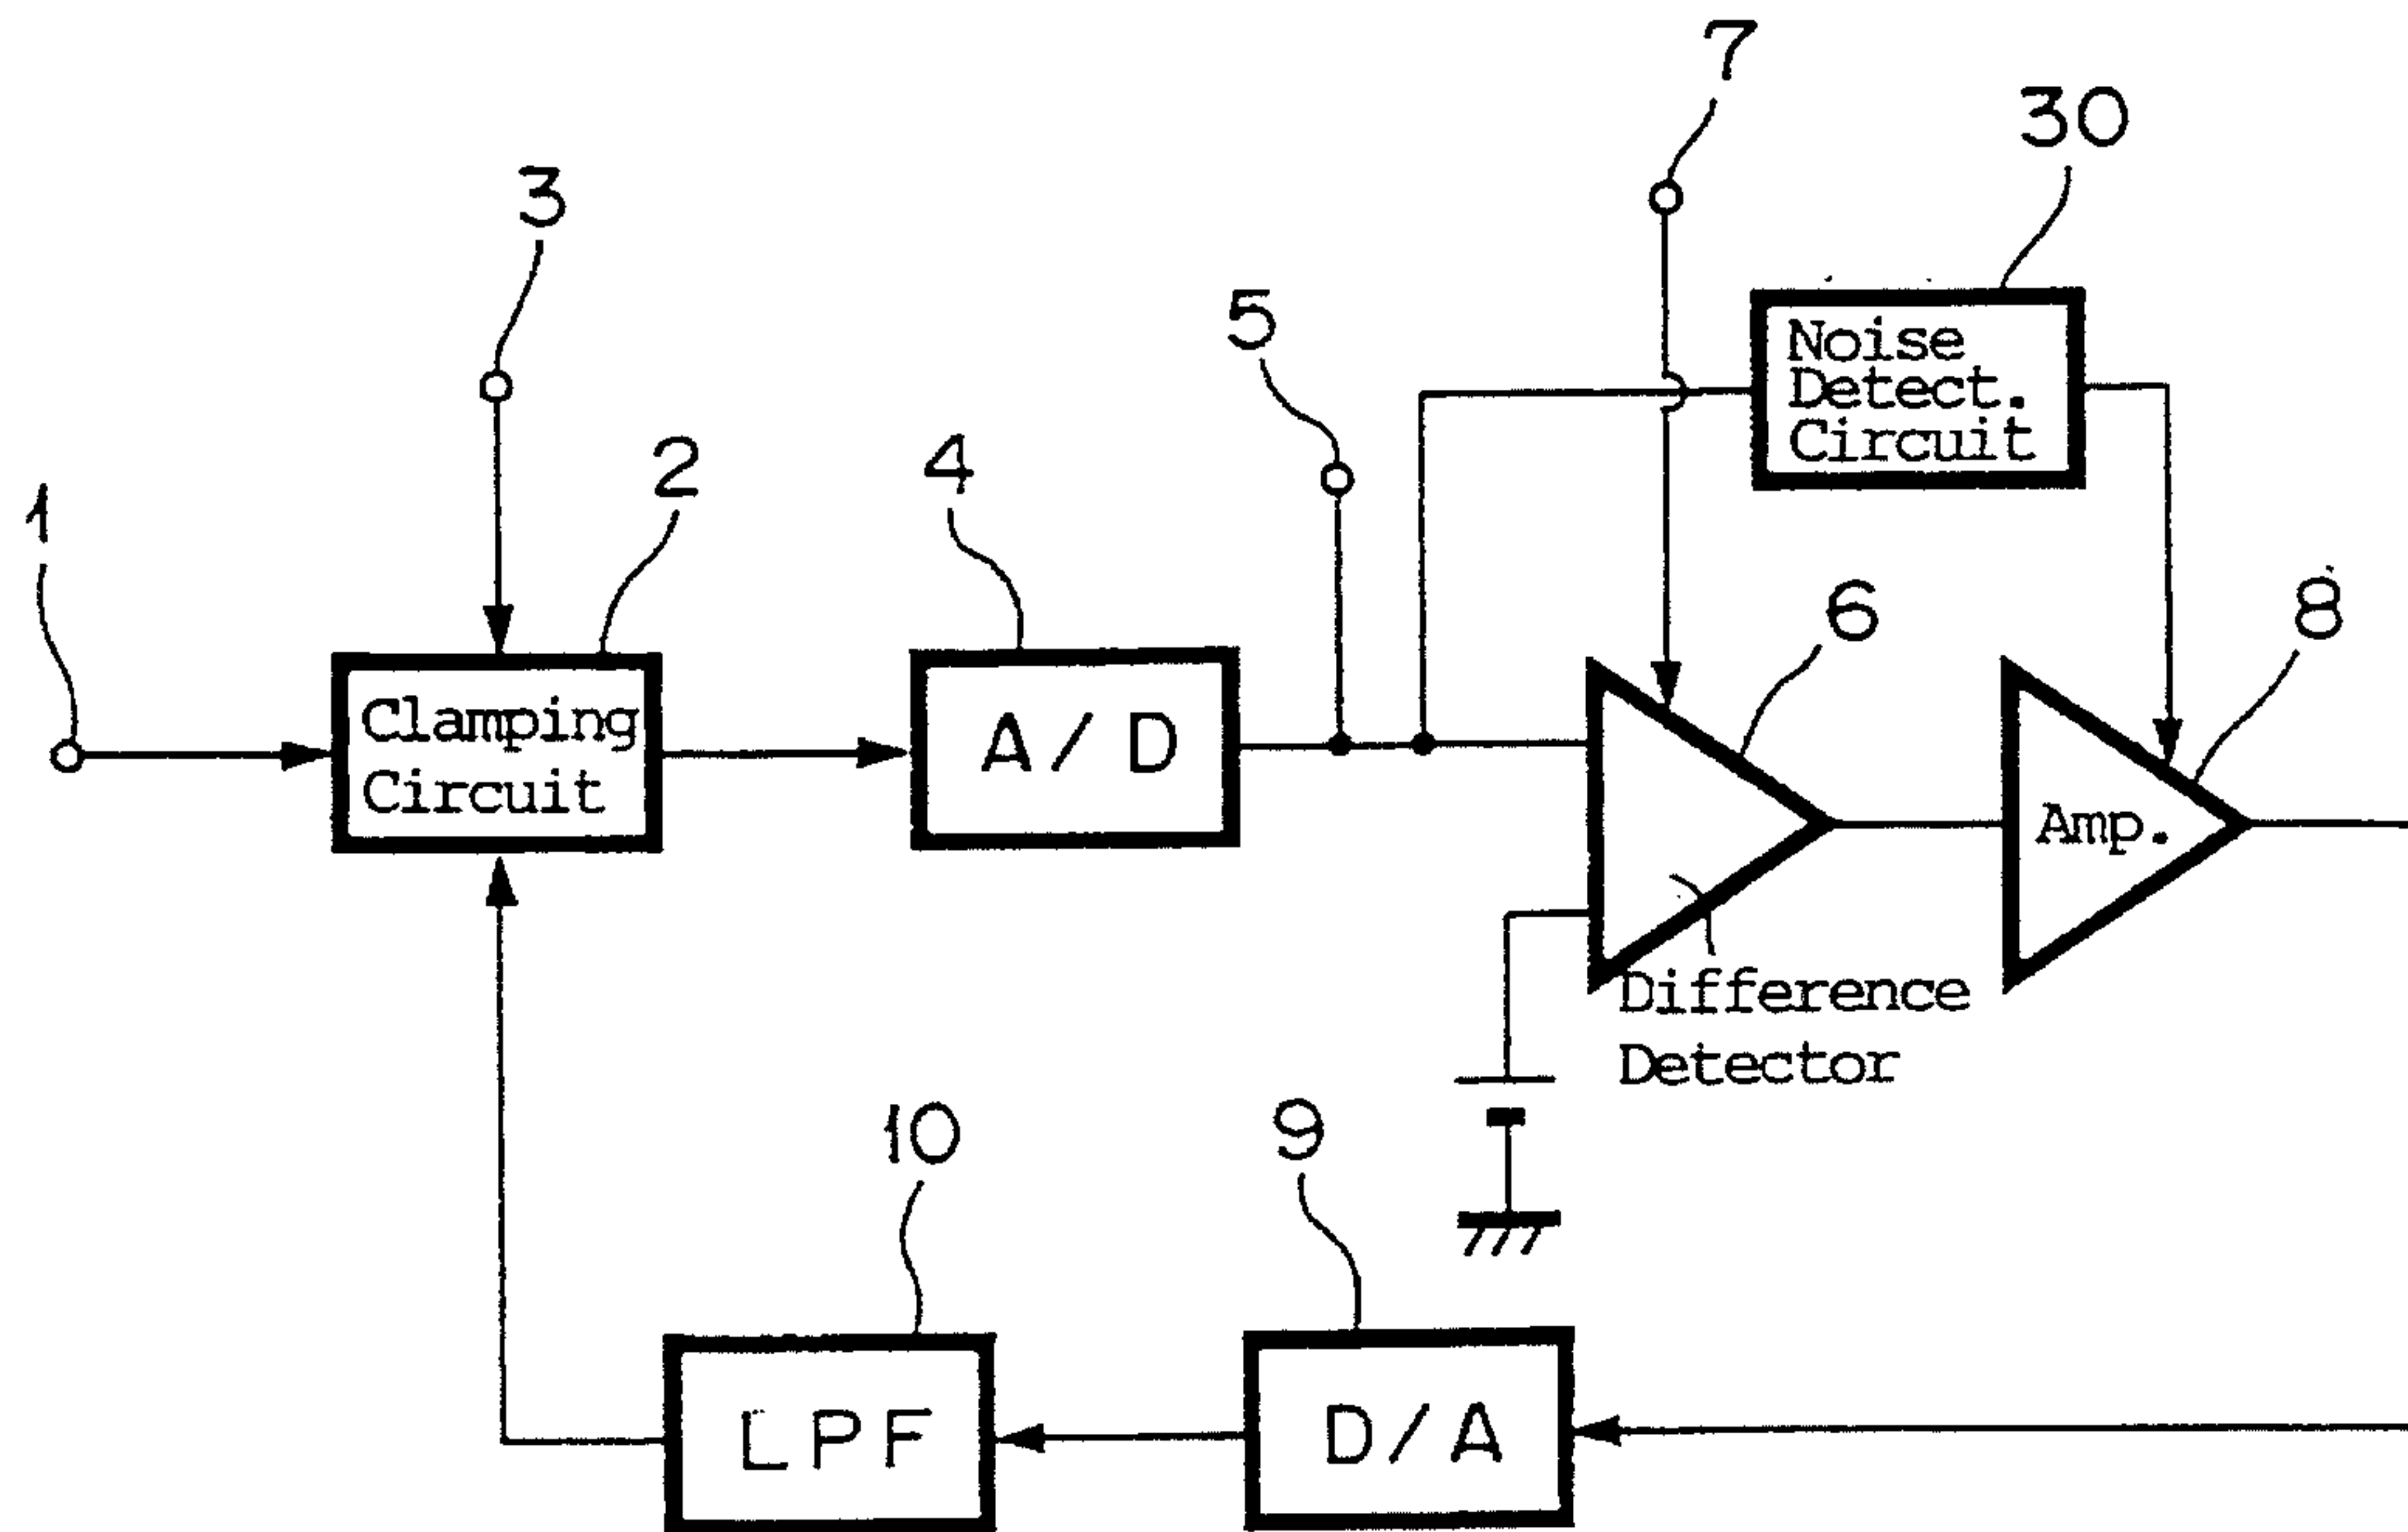 7
30
3
5
Noise
Detect.
Circuit
1
2
4
6
8
Clamping
Circuit
A/D
Amp.
Difference
Detector
10
9
LPF
D/A